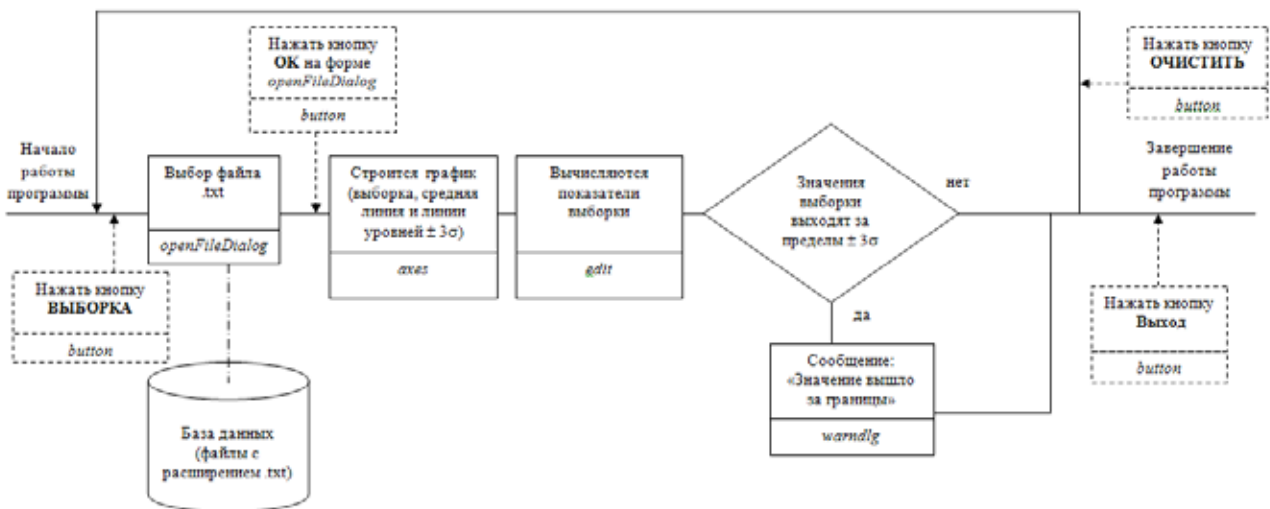 Нажать кнопку
ОК на форме
openFileDialog
button
Нажать кнопку
ОЧИСТИТЬ
button
Начало
работы
программы
Выбор файла
.txt
openFileDialog
Строится график
(выборка, средняя
линия и линии
уровней ± 3σ)
axes
Вычисляются
показатели
выборки
edit
Значения
выборки
выходят за
пределы ± 3σ
нет
да
Завершение
работы
программы
Нажать кнопку
ВЫБОРКА
button
Нажать кнопку
Выход
button
Сообщение:
«Значение вышло
за границы»
warndlg
База данных
(файлы с
расширением .txt)